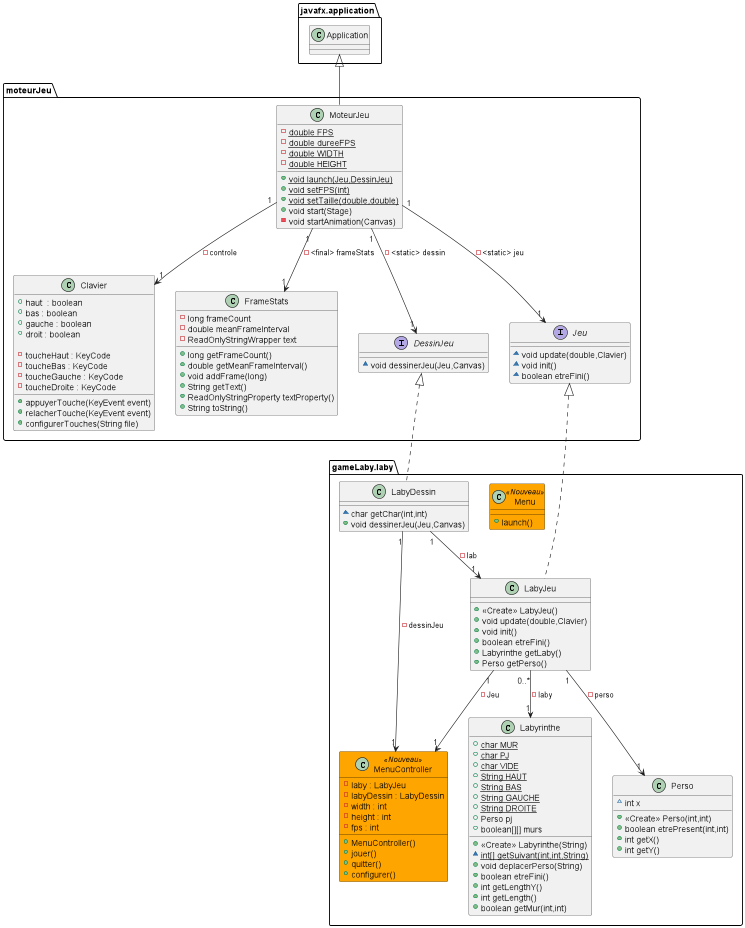 javafx.application
C Application
moteurJeu
C MoteurJeu
double FPS
double dureeFPS
double WIDTH
double HEIGHT
void launch(Jeu,DessinJeu)
void setFPS(int)
void setTaille(double,double)
void start(Stage)
void startAnimation(Canvas)
1 1 1 1
controle
<final> frameStats
<static> dessin
<static> jeu
1 1 1 1
C Clavier
haut : boolean
bas : boolean
gauche : boolean
droit : boolean
toucheHaut : KeyCode
toucheBas : KeyCode
toucheGauche : KeyCode
toucheDroite : KeyCode
appuyerTouche(KeyEvent event)
relacherTouche(KeyEvent event)
configurerTouches(String file)
C FrameStats
long frameCount
double meanFrameInterval
ReadOnlyStringWrapper text
long getFrameCount()
double getMeanFrameInterval()
void addFrame(long)
String getText()
ReadOnlyStringProperty textProperty()
String toString()
I DessinJeu
void dessinerJeu(Jeu,Canvas)
I Jeu
void update(double,Clavier)
void init()
boolean etreFini()
gameLaby.laby
C LabyDessin
char getChar(int,int)
void dessinerJeu(Jeu,Canvas)
C «Nouveau»
Menu
launch()
1 1
lab
1
dessinJeu
1
C LabyJeu
«Create» LabyJeu()
void update(double,Clavier)
void init()
boolean etreFini()
Labyrinthe getLaby()
Perso getPerso()
1 0..* 1
Jeu
laby
perso
1 1 1
C «Nouveau»
MenuController
laby : LabyJeu
labyDessin : LabyDessin
width : int
height : int
fps : int
MenuController()
jouer()
quitter()
configurer()
C Labyrinthe
char MUR
char PJ
char VIDE
String HAUT
String BAS
String GAUCHE
String DROITE
Perso pj
boolean[][] murs
«Create» Labyrinthe(String)
int[] getSuivant(int,int,String)
void deplacerPerso(String)
boolean etreFini()
int getLengthY()
int getLength()
boolean getMur(int,int)
C Perso
int x
«Create» Perso(int,int)
boolean etrePresent(int,int)
int getX()
int getY()